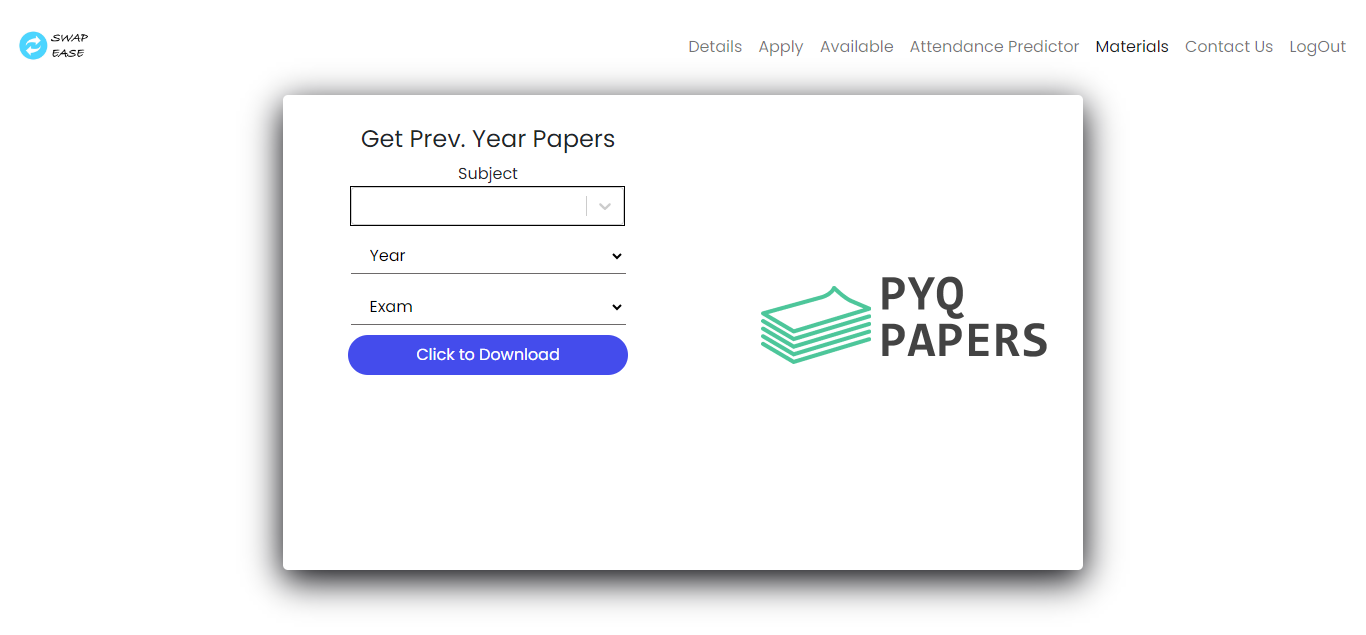 SWAP
EASE
Details Apply Available Attendance Predictor Materials Contact Us LogOut
Get Prev. Year Papers
Subject
Year
Exam
Click to Download
PYQ
PAPERS